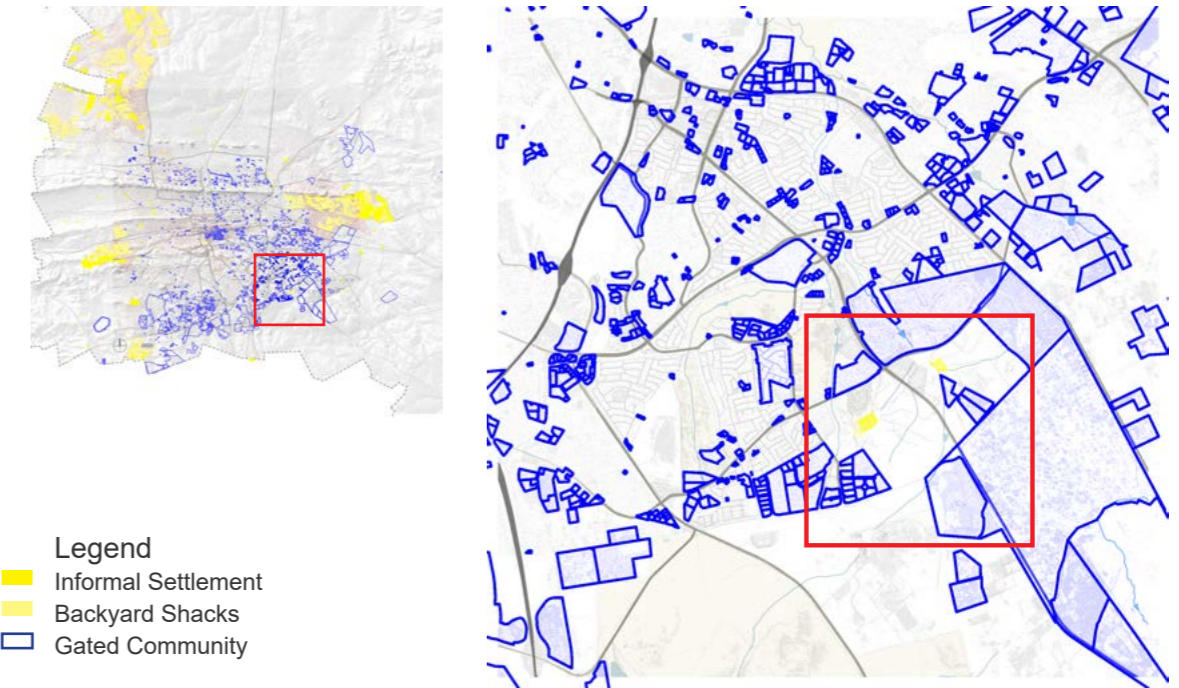 Legend
Informal Settlement
Backyard Shacks
Gated Community